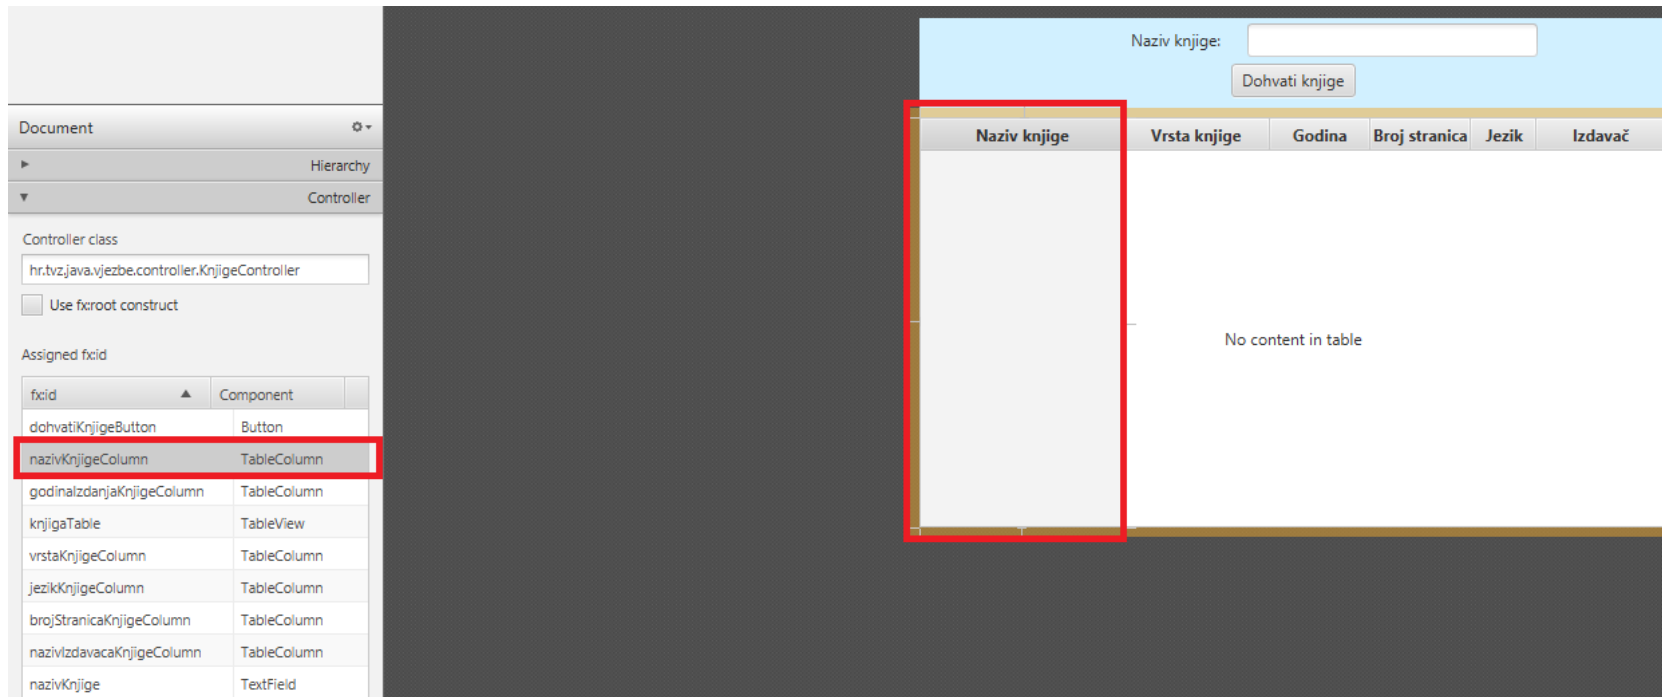 Naziv knjige:
Dohvati knjige
Document
Hierarchy
Controller
Controller class
hr.tvz.java.vjezbe.controller.KnjigeController
Use fx:root construct
Assigned fx:id
fx:id Component
dohvatiKnjigeButton Button
nazivKnjigeColumn TableColumn
godinaIzdanjaKnjigeColumn TableColumn
knjigaTable TableView
vrstaKnjigeColumn TableColumn
jezikKnjigeColumn TableColumn
brojStranicaKnjigeColumn TableColumn
nazivIzdavacaKnjigeColumn TableColumn
nazivKnjige TextField
Naziv knjige Vrsta knjige Godina Broj stranica Jezik Izdavač
No content in table